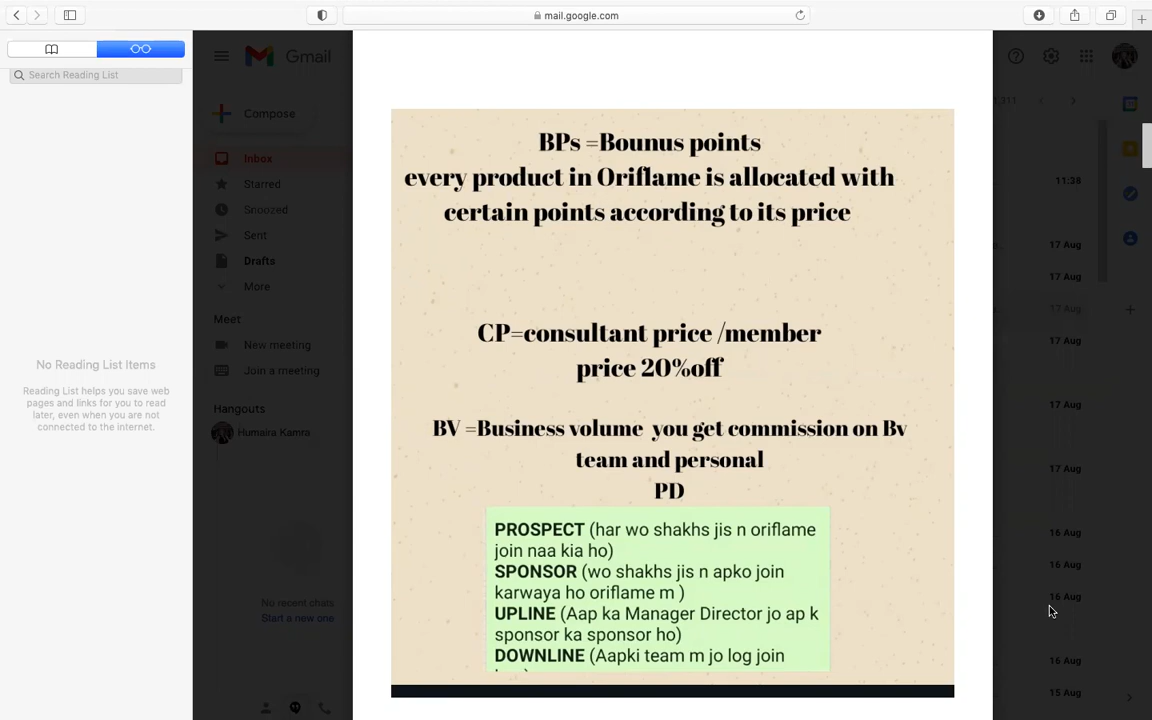 mail.google.com
Search Reading List
No Reading List Items
Reading List helps you save web
pages and links for you to read
later, even when you are not
connected to the internet.
Gmail
Compose
Inbox
Starred
Snoozed
Sent
Drafts
More
Meet
New meeting
Join a meeting
Hangouts
Humaira Kamra
No recent chats
Start a new one
BPs =Bounus points
every product in Oriflame is allocated with
certain points according to its price
CP=consultant price /member
price 20%off
BV =Business volume you get commission on Bv
team and personal
PD
PROSPECT (har wo shakhs jis n oriflame
join naa kia ho)
SPONSOR (wo shakhs jis n apko join
karwaya ho oriflame m )
UPLINE (Aap ka Manager Director jo ap k
sponsor ka sponsor ho)
DOWNLINE (Aapki team m jo log join
11:38
17 Aug
17 Aug
17 Aug
17 Aug
17 Aug
17 Aug
16 Aug
16 Aug
16 Aug
16 Aug
15 Aug